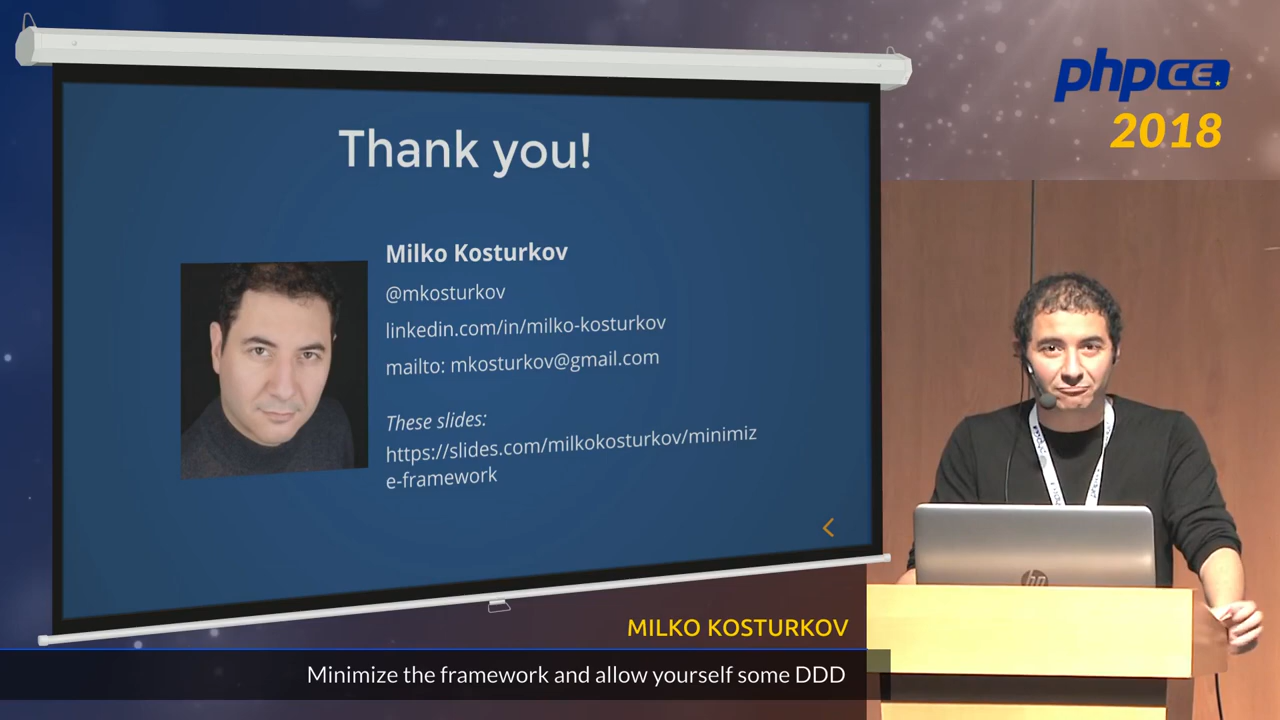 phpce
2018
Thank you!
Milko Kosturkov
@mkosturkov
linkedin.com/in/milko-kosturkov
mailto: mkosturkov@gmail.com
These slides:
https://slides.com/milkokosturkov/minimiz
e-framework
hp
MILKO KOSTURKOV
Minimize the framework and allow yourself some DDD